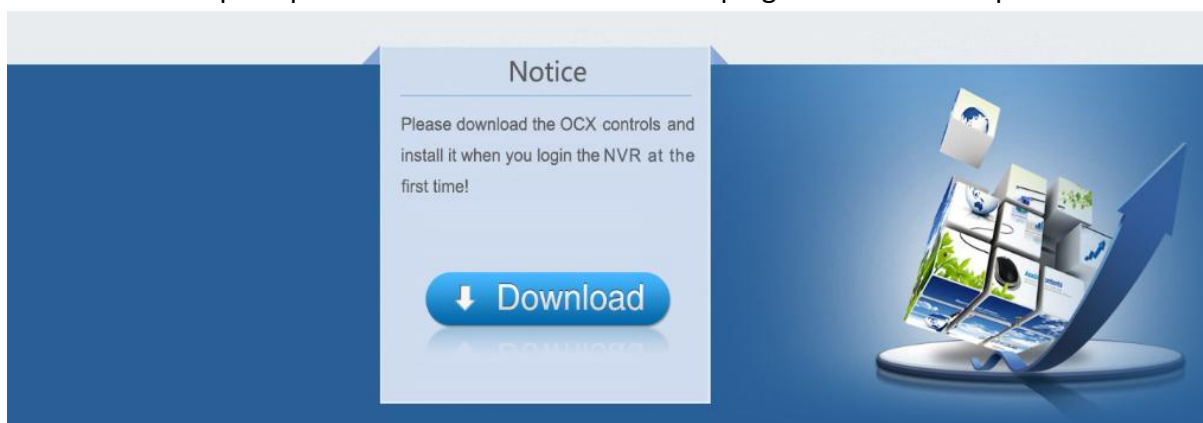 Notice
Please download the OCX controls and
install it when you login the NVR at the
first time!
Download